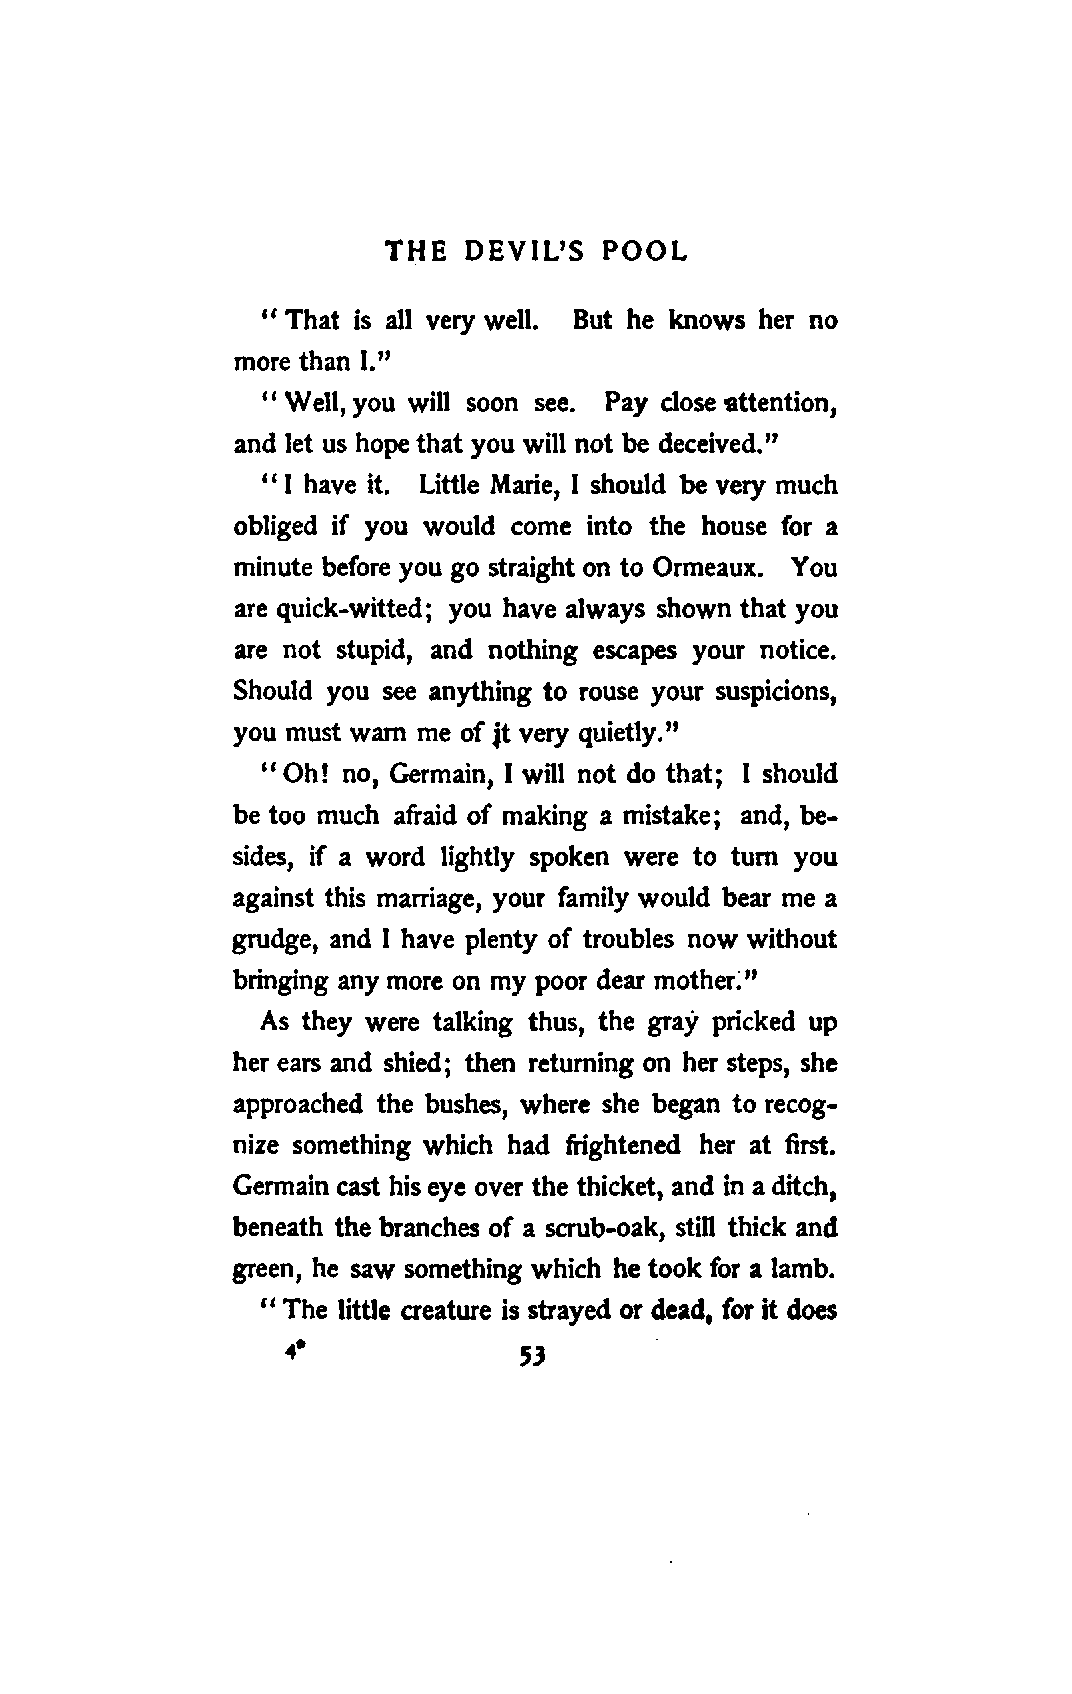 THE DEVIL'S POOL
“That is all very well. But he knows her no
more than I.”
“Well, you will soon see. Pay close attention,
and let us hope that you will not be deceived.”
“I have it. Little Marie, I should be very much
obliged if you would come into the house for a
minute before you go straight on to Ormeaux. You
are quick-witted; you have always shown that you
are not stupid, and nothing escapes your notice.
Should you see anything to rouse your suspicions,
you must warn me of it very quietly.”
“Oh! no, Germain, I will not do that; I should
be too much afraid of making a mistake; and, be-
sides, if a word lightly spoken were to turn you
against this marriage, your family would bear me a
grudge, and I have plenty of troubles now without
bringing any more on my poor dear mother.”
As they were talking thus, the gray pricked up
her ears and shied; then returning on her steps, she
approached the bushes, where she began to recog-
nize something which had frightened her at first.
Germain cast his eye over the thicket, and in a ditch,
beneath the branches of a scrub-oak, still thick and
green, he saw something which he took for a lamb.
“The little creature is strayed or dead, for it does
4* 53